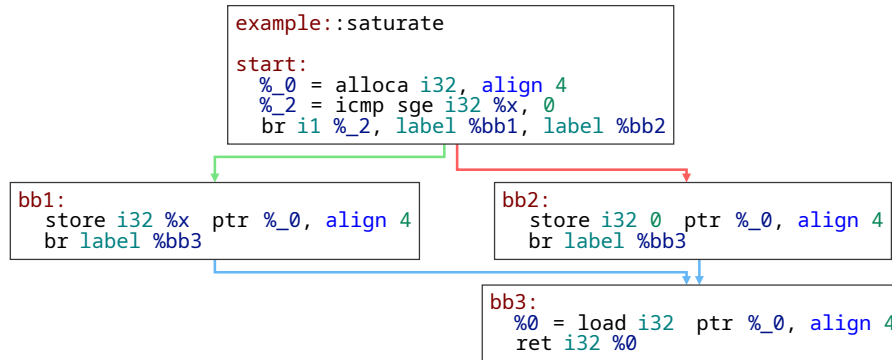 example::saturate
start:
%_0 = alloca i32, align 4
%_2 = icmp sge i32 %x, 0
br i1 %_2, label %bb1, label %bb2
bb1:
store i32 %x  ptr %_0, align 4
br label %bb3
bb2:
store i32 0  ptr %_0, align 4
br label %bb3
bb3:
%0 = load i32  ptr %_0, align 4
ret i32 %0